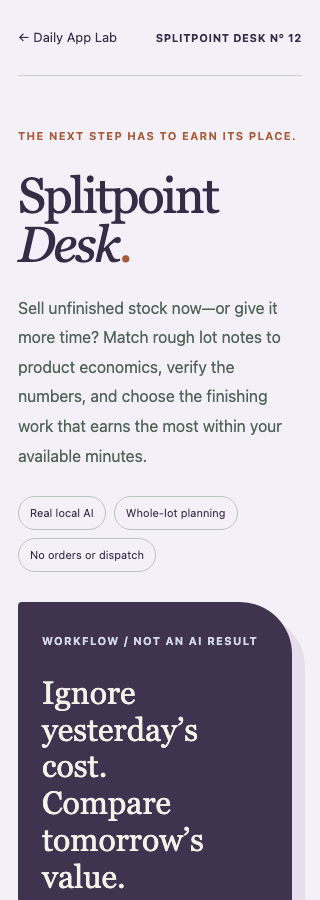 ← Daily App Lab
SPLITPOINT DESK Nº 12
THE NEXT STEP HAS TO EARN ITS PLACE.
Splitpoint
Desk.
Sell unfinished stock now—or give it
more time? Match rough lot notes to
product economics, verify the
numbers, and choose the finishing
work that earns the most within your
available minutes.
Real local AI
Whole-lot planning
No orders or dispatch
WORKFLOW / NOT AN AI RESULT
Ignore
yesterday’s
cost.
Compare
tomorrow’s
value.